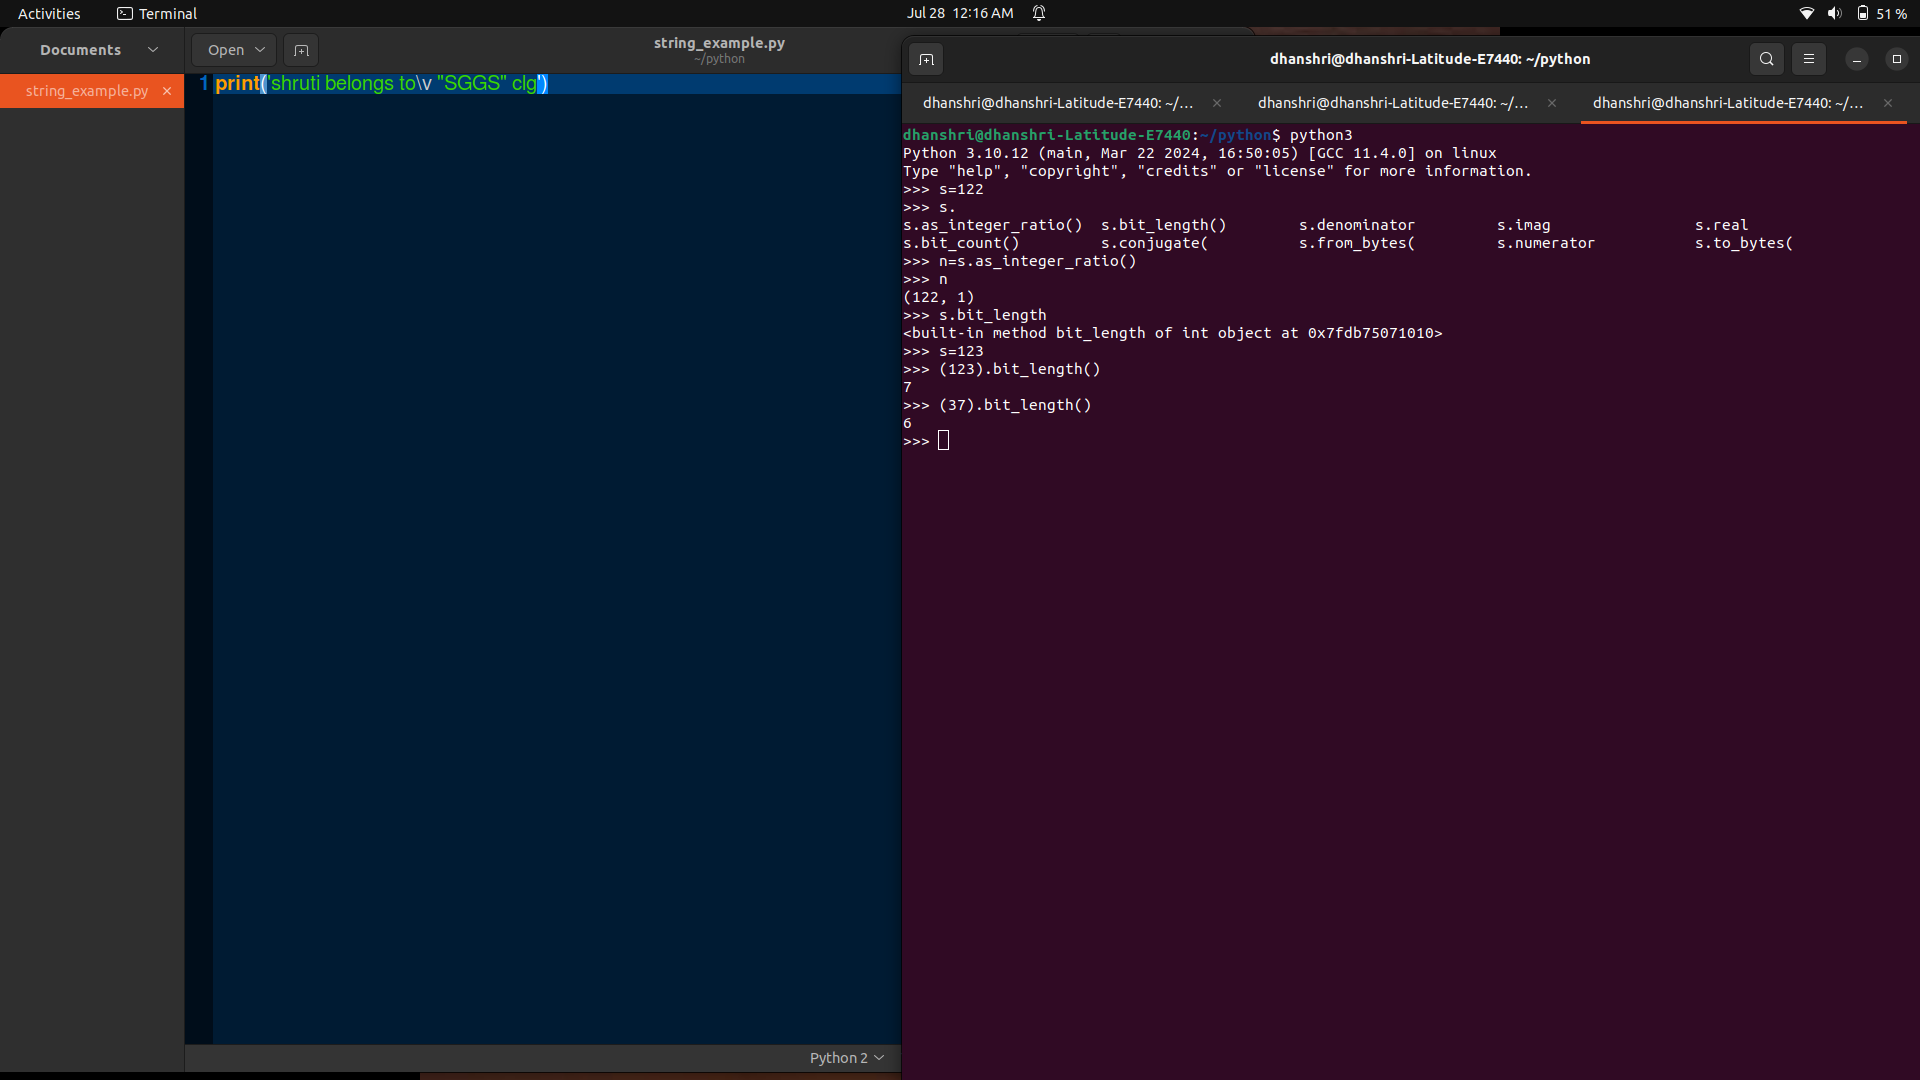 Activities Terminal Jul 28 12:16 AM 51 %
Documents Open string_example.py
~/python
string_example.py
1 print('shruti belongs to\v "SGGS" clg')
Python 2
dhanshri@dhanshri-Latitude-E7440: ~/python
dhanshri@dhanshri-Latitude-E7440: ~/... dhanshri@dhanshri-Latitude-E7440: ~/... dhanshri@dhanshri-Latitude-E7440: ~/...
dhanshri@dhanshri-Latitude-E7440:~/python$ python3
Python 3.10.12 (main, Mar 22 2024, 16:50:05) [GCC 11.4.0] on linux
Type "help", "copyright", "credits" or "license" for more information.
>>> s=122
>>> s.
s.as_integer_ratio() s.bit_length() s.denominator s.imag s.real
s.bit_count() s.conjugate( s.from_bytes( s.numerator s.to_bytes(
>>> n=s.as_integer_ratio()
>>> n
(122, 1)
>>> s.bit_length
<built-in method bit_length of int object at 0x7fdb75071010>
>>> s=123
>>> (123).bit_length()
7
>>> (37).bit_length()
6
>>>